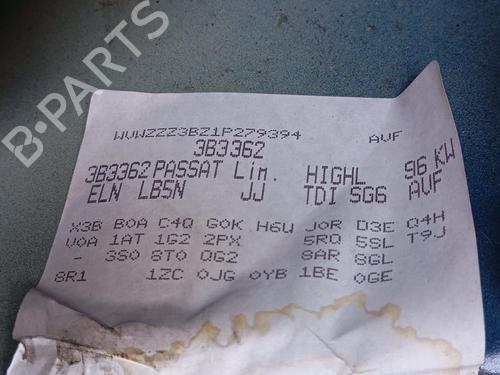 WVWZZZ3BZ1P279394 AVF
3B3362
3B3362 PASSAT Lim. HIGHL 96 KW
ELN LB5N JJ TDI SG6 AVF
X3B B0A C4Q G0K H6U J0R D3E Q4H
V0A 1AT 1G2 2PX 5RQ 5SL T9J
- 3S0 8T0 QG2 8AR 8GL
8R1 1ZC 0JG 0YB 1BE 0GE
B-PARTS
B-PARTS